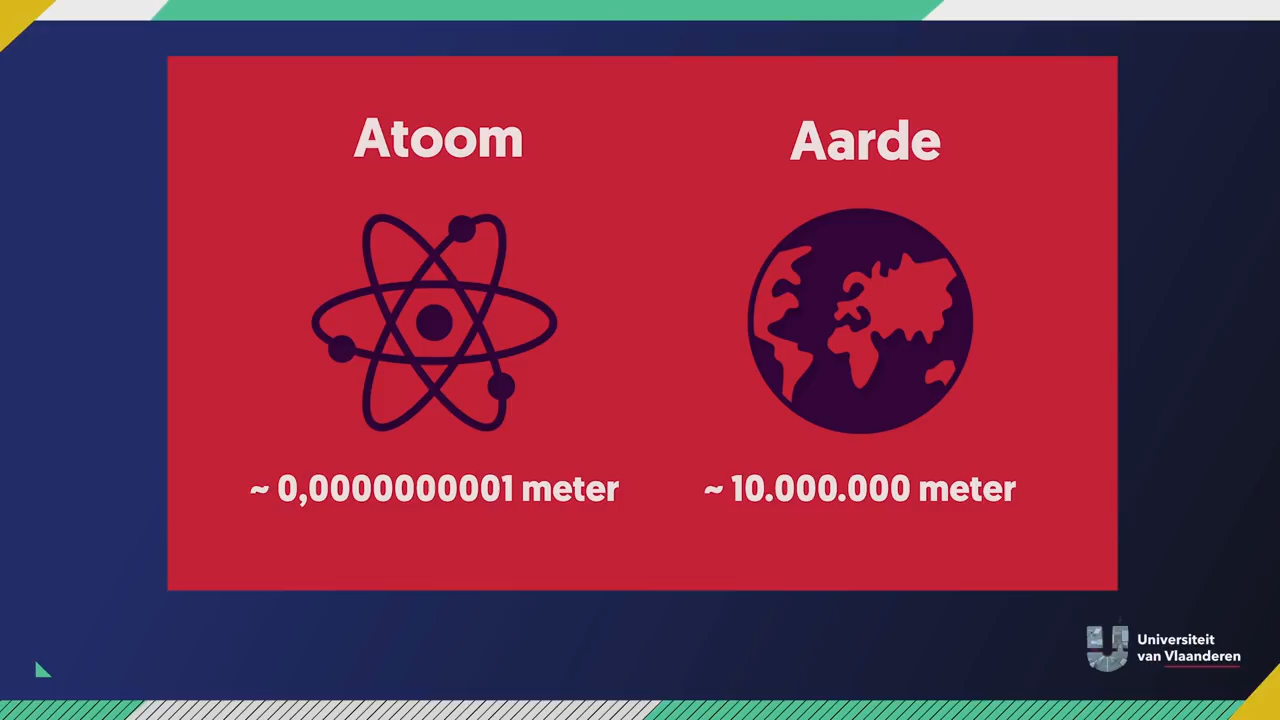 Atoom
Aarde
~ 0,0000000001 meter
~ 10.000.000 meter
Universiteit
van Vlaanderen